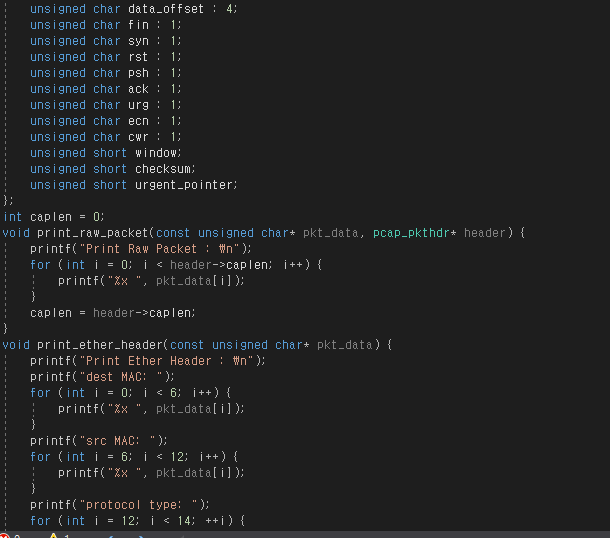 unsigned char data_offset : 4;
unsigned char fin : 1;
unsigned char syn : 1;
unsigned char rst : 1;
unsigned char psh : 1;
unsigned char ack : 1;
unsigned char urg : 1;
unsigned char ecn : 1;
unsigned char cwr : 1;
unsigned short window;
unsigned short checksum;
unsigned short urgent_pointer;
};
int caplen = 0;
void print_raw_packet(const unsigned char* pkt_data, pcap_pkthdr* header) {
printf("Print Raw Packet : ₩n");
for (int i = 0; i < header->caplen; i++) {
printf("%x ", pkt_data[i]);
}
caplen = header->caplen;
}
void print_ether_header(const unsigned char* pkt_data) {
printf("Print Ether Header : ₩n");
printf("dest MAC: ");
for (int i = 0; i < 6; i++) {
printf("%x ", pkt_data[i]);
}
printf("src MAC: ");
for (int i = 6; i < 12; i++) {
printf("%x ", pkt_data[i]);
}
printf("protocol type: ");
for (int i = 12; i < 14; ++i) {